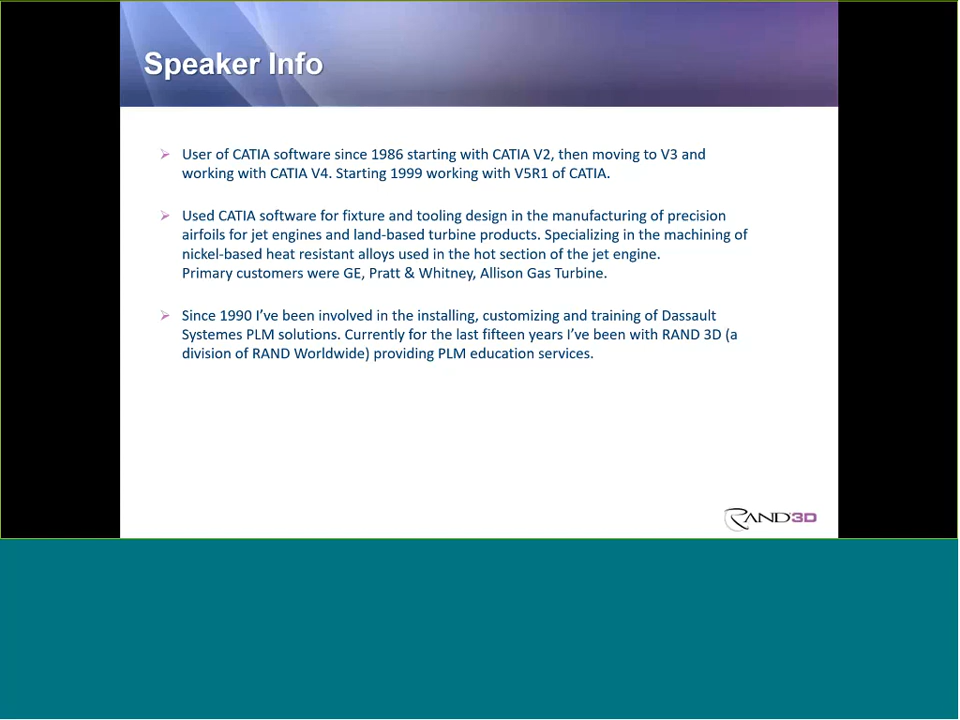 Speaker Info
User of CATIA software since 1986 starting with CATIA V2, then moving to V3 and
working with CATIA V4. Starting 1999 working with V5R1 of CATIA.
Used CATIA software for fixture and tooling design in the manufacturing of precision
airfoils for jet engines and land-based turbine products. Specializing in the machining of
nickel-based heat resistant alloys used in the hot section of the jet engine.
Primary customers were GE, Pratt & Whitney, Allison Gas Turbine.
Since 1990 I’ve been involved in the installing, customizing and training of Dassault
Systemes PLM solutions. Currently for the last fifteen years I’ve been with RAND 3D (a
division of RAND Worldwide) providing PLM education services.
RAND3D